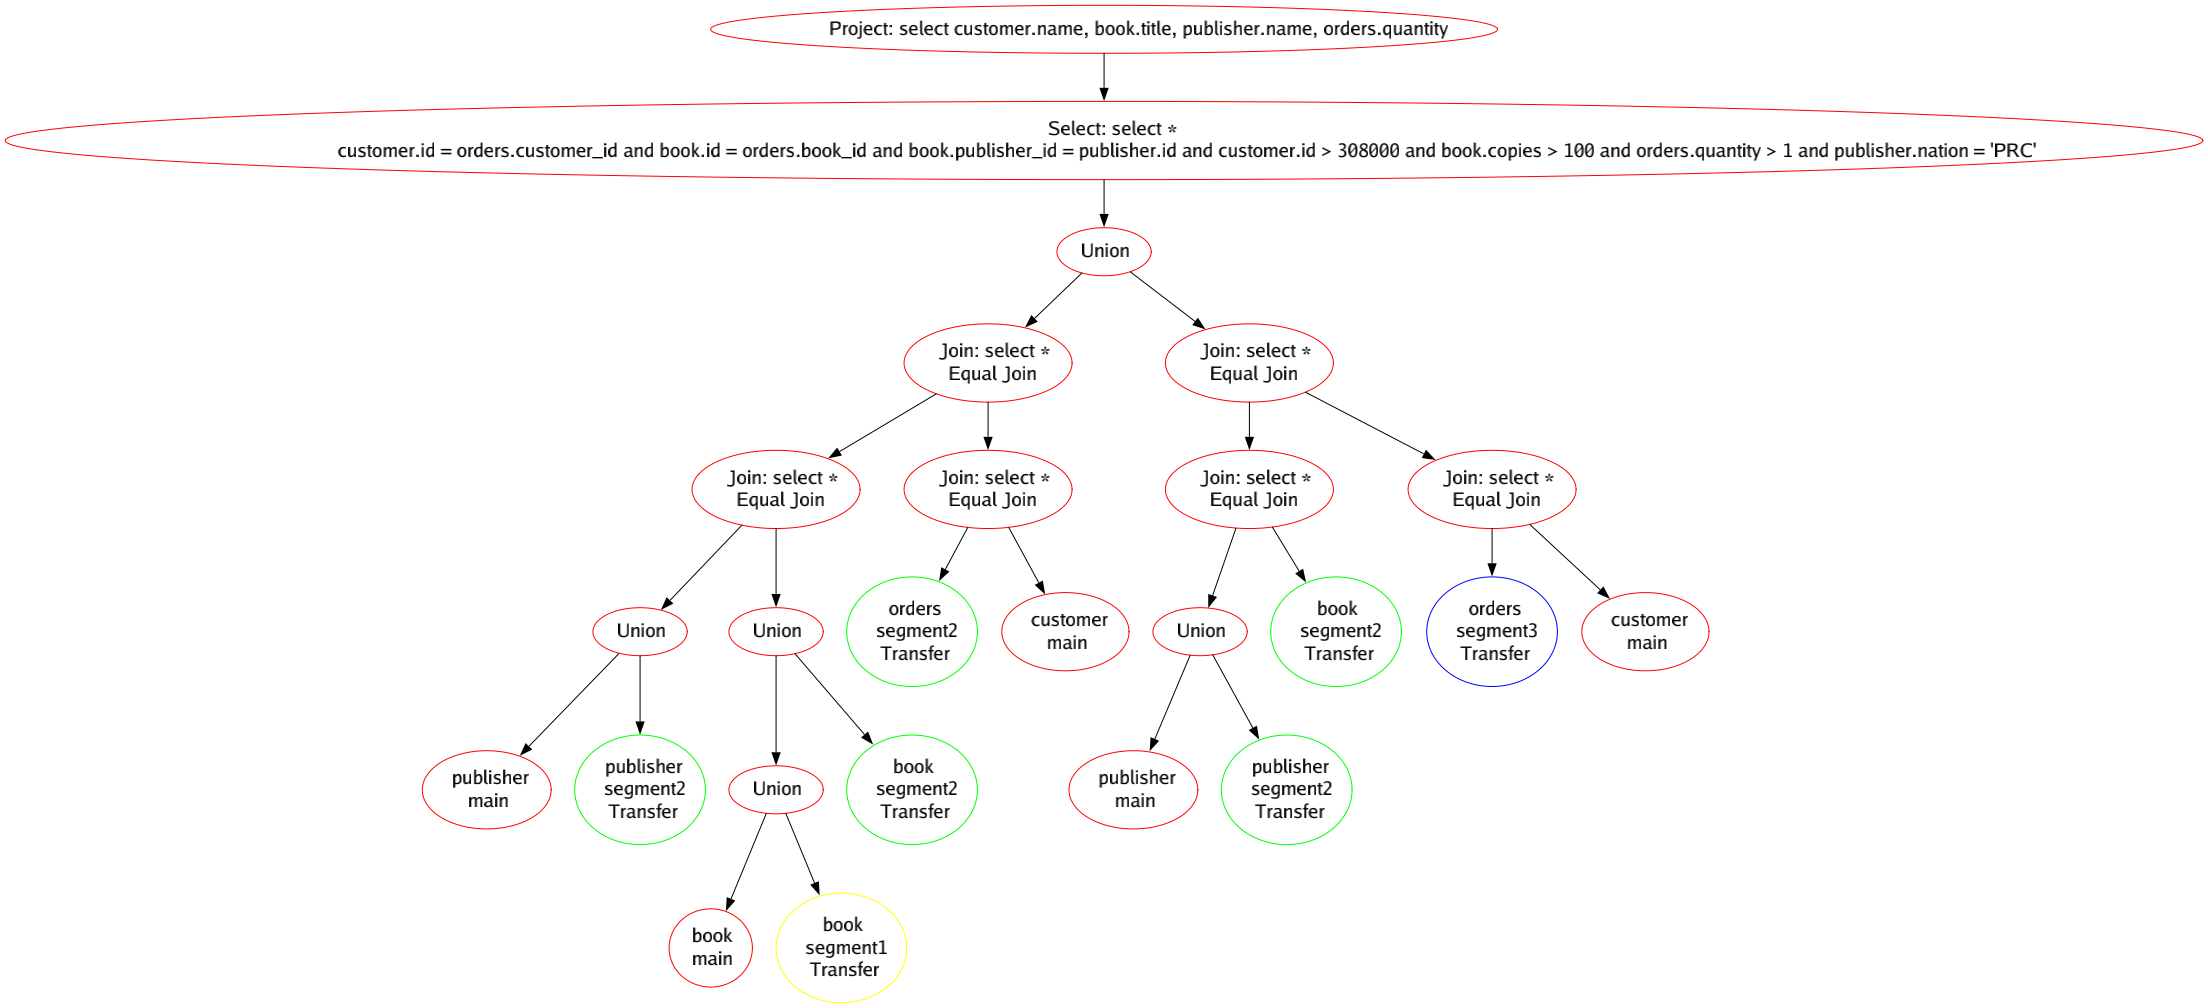 Project: select customer.name, book.title, publisher.name, orders.quantity
Select: select *
customer.id = orders.customer_id and book.id = orders.book_id and book.publisher_id = publisher.id and customer.id > 308000 and book.copies > 100 and orders.quantity > 1 and publisher.nation = 'PRC'
Union
Join: select *
Equal Join
Join: select *
Equal Join
Join: select *
Equal Join
Join: select *
Equal Join
Join: select *
Equal Join
Join: select *
Equal Join
Union
Union
orders
segment2
Transfer
customer
main
Union
book
segment2
Transfer
orders
segment3
Transfer
customer
main
publisher
main
publisher
segment2
Transfer
Union
book
segment2
Transfer
publisher
main
publisher
segment2
Transfer
book
main
book
segment1
Transfer